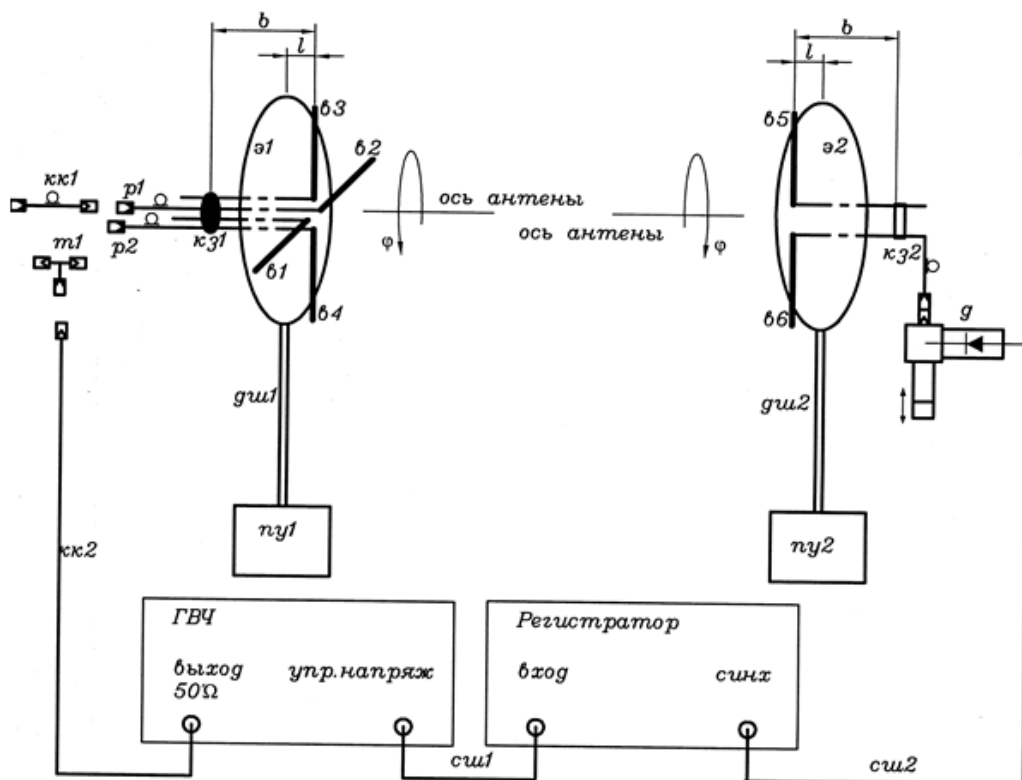 b
l
в3
э1
в2
кк1
р1
ось антены
кз1
φ
т1
р2
в1
в4
дш1
пу1
кк2
b
l
в5
э2
ось антены
φ
кз2
в6
д
дш2
пу2
ГВЧ
выход
50Ω
упр.напряж
сш1
Регистратор
вход
синх
сш2